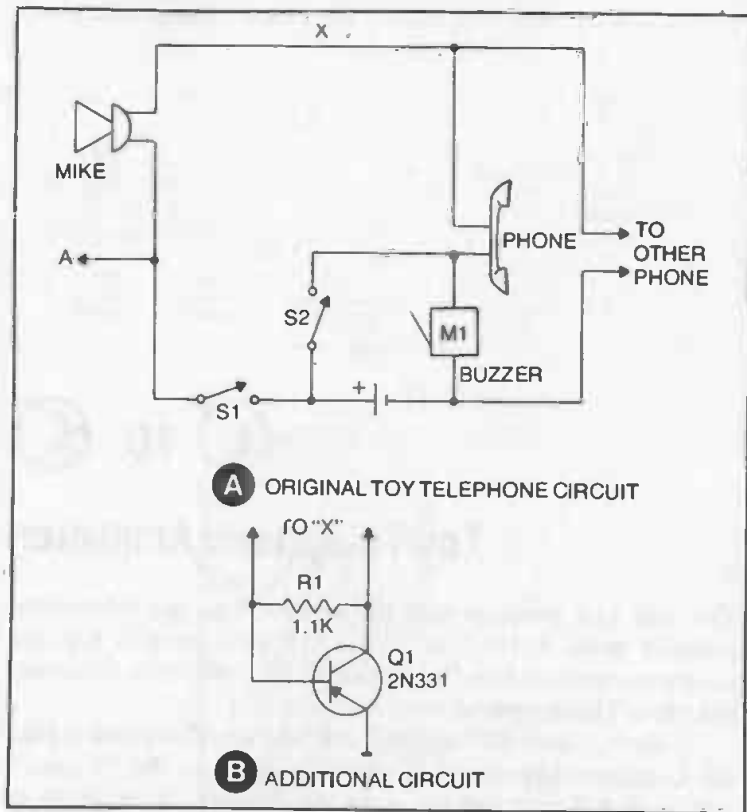 X
MIKE
A
PHONE
TO
OTHER
PHONE
S2
M1
BUZZER
+
S1
A ORIGINAL TOY TELEPHONE CIRCUIT
TO "X"
R1
1.1K
Q1
2N331
B ADDITIONAL CIRCUIT